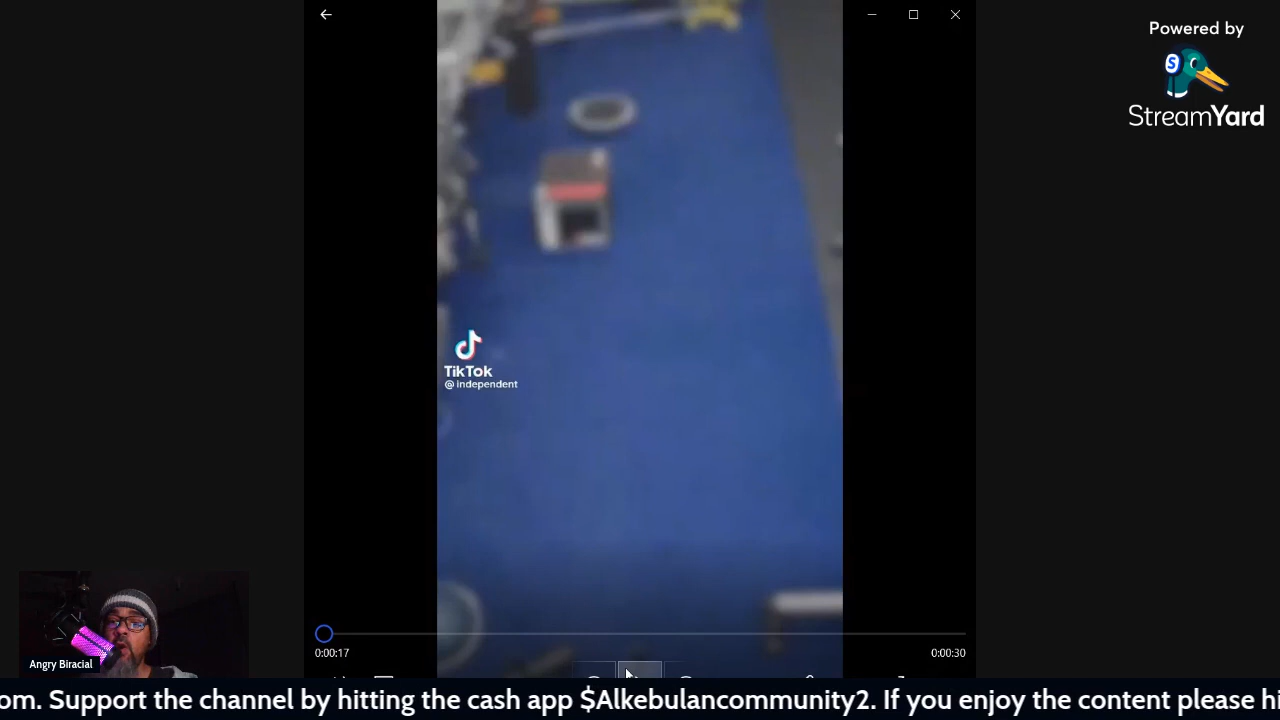 Powered by
StreamYard
TikTok
@independent
0:00:17
0:00:30
Angry Biracial
om. Support the channel by hitting the cash app $Alkebulancommunity2. If you enjoy the content please hi